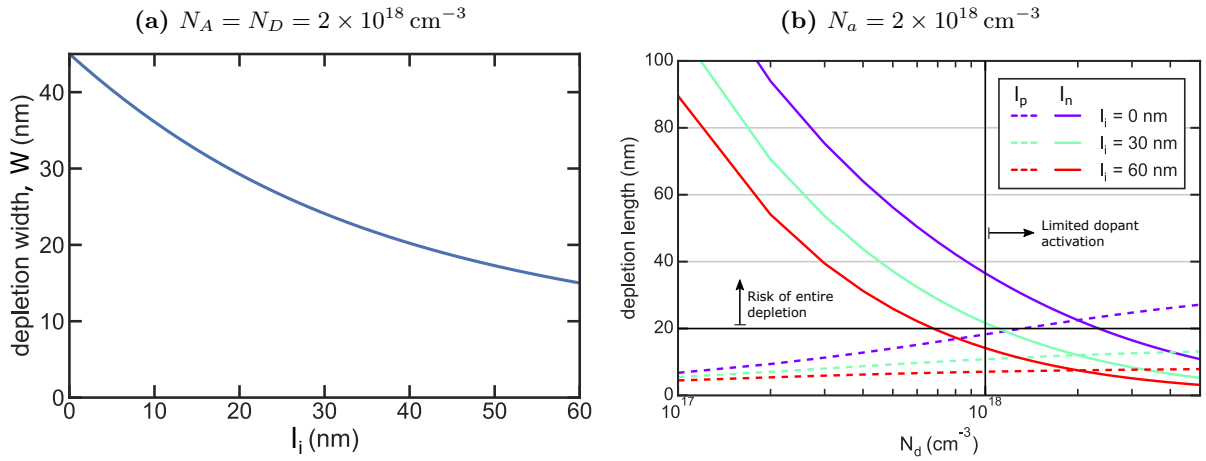 (a) N_A = N_D = 2 × 10^18 cm^−3
depletion width, W (nm)
40
30
20
10
0
0 10 20 30 40 50 60
l_i (nm)
(b) N_a = 2 × 10^18 cm^−3
depletion length (nm)
100
80
60
40
20
0
l_p l_n
l_i = 0 nm
l_i = 30 nm
l_i = 60 nm
Limited dopant
activation
Risk of entire
depletion
10^17 10^18
N_d (cm^-3)